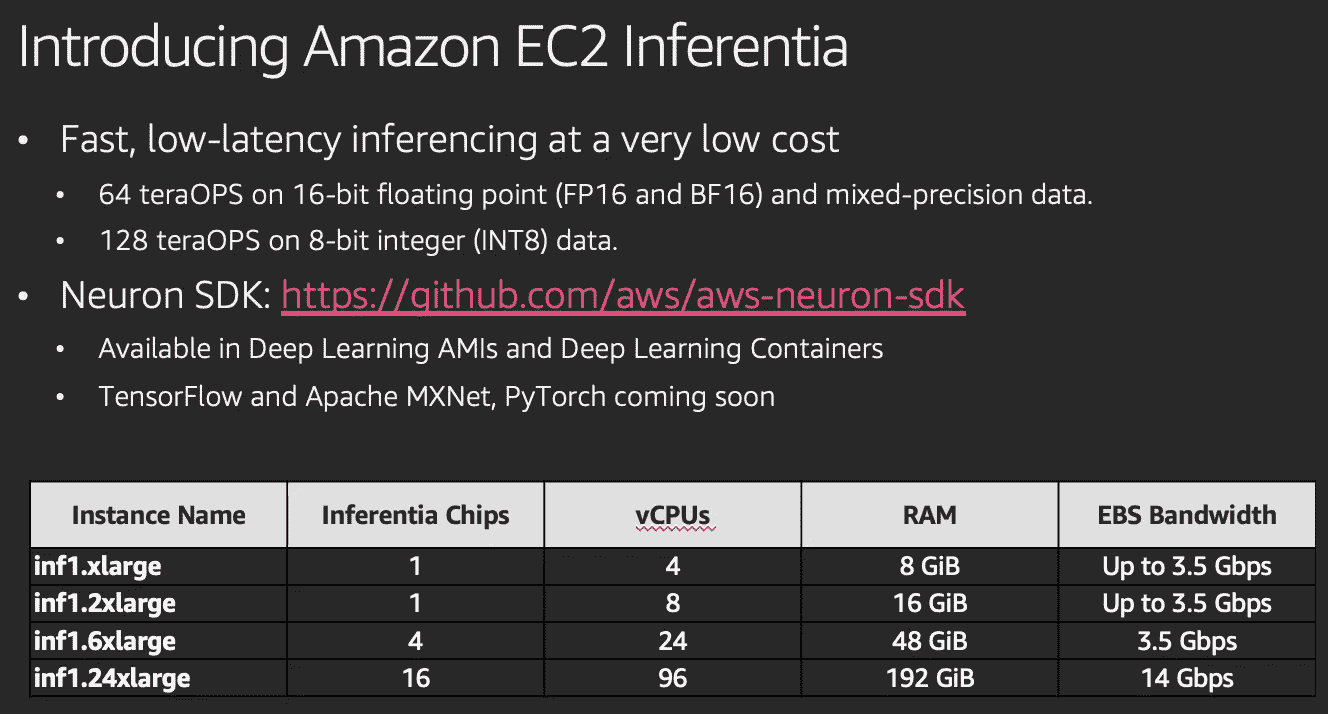 Introducing Amazon EC2 Inferentia
• Fast, low-latency inferencing at a very low cost
• 64 teraOPS on 16-bit floating point (FP16 and BF16) and mixed-precision data.
• 128 teraOPS on 8-bit integer (INT8) data.
• Neuron SDK: https://github.com/aws/aws-neuron-sdk
• Available in Deep Learning AMIs and Deep Learning Containers
• TensorFlow and Apache MXNet, PyTorch coming soon
Instance Name Inferentia Chips vCPUs RAM EBS Bandwidth
inf1.xlarge 1 4 8 GiB Up to 3.5 Gbps
inf1.2xlarge 1 8 16 GiB Up to 3.5 Gbps
inf1.6xlarge 4 24 48 GiB 3.5 Gbps
inf1.24xlarge 16 96 192 GiB 14 Gbps